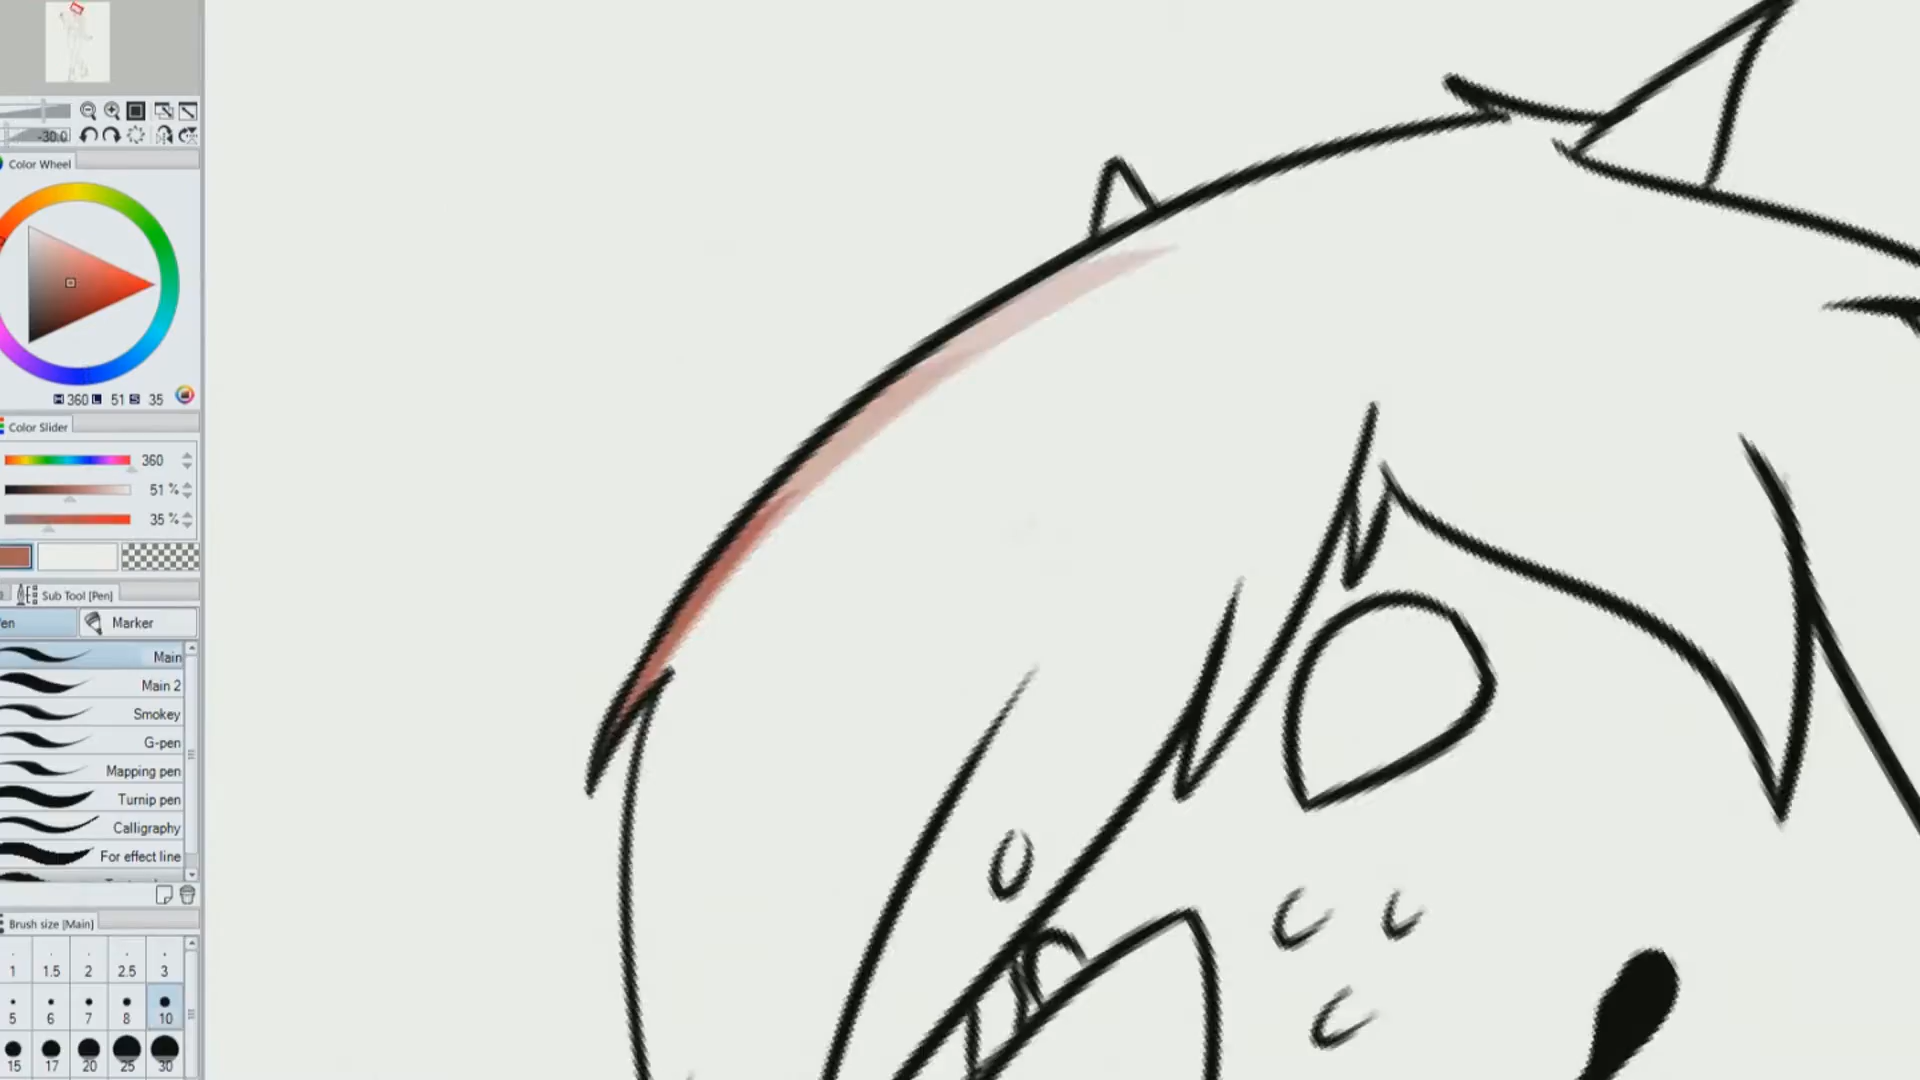 -30.0
Color Wheel
H 360 L 51 S 35
Color Slider
360
51 %
35 %
Sub Tool [Pen]
en Marker
Main
Main 2
Smokey
G-pen
Mapping pen
Turnip pen
Calligraphy
For effect line
Brush size [Main]
1 1.5 2 2.5 3
5 6 7 8 10
15 17 20 25 30